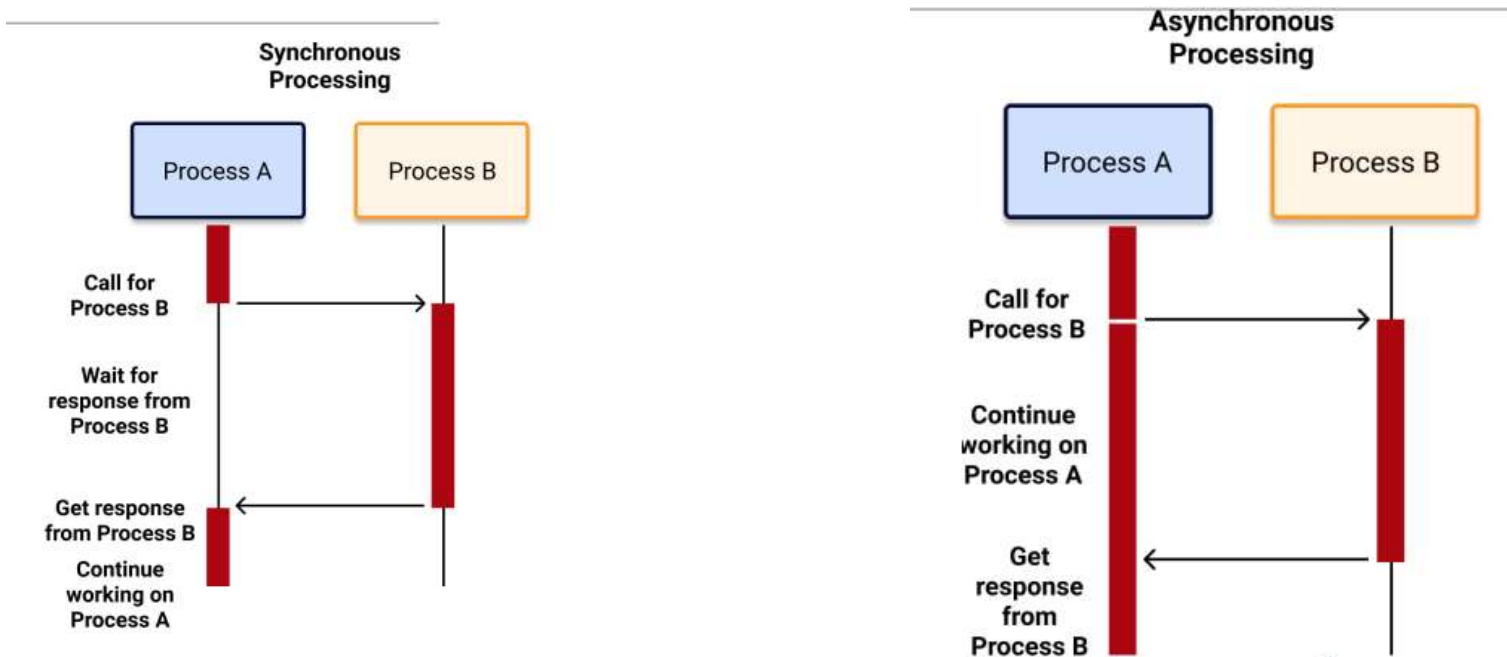 Synchronous
Processing
Process A
Process B
Call for
Process B
Wait for
response from
Process B
Get response
from Process B
Continue
working on
Process A
Asynchronous
Processing
Process A
Process B
Call for
Process B
Continue
working on
Process A
Get
response
from
Process B